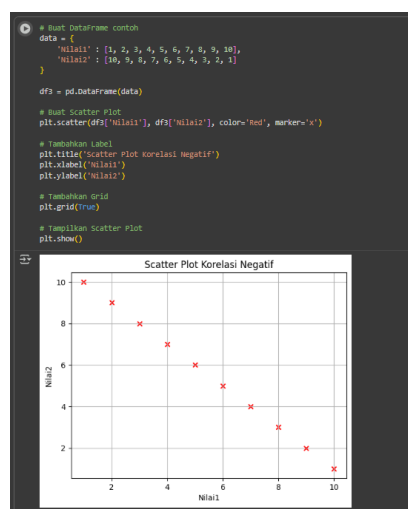 # Buat DataFrame contoh
data = {
    'Nilai1' : [1, 2, 3, 4, 5, 6, 7, 8, 9, 10],
    'Nilai2' : [10, 9, 8, 7, 6, 5, 4, 3, 2, 1]
}
df3 = pd.DataFrame(data)
# Buat Scatter Plot
plt.scatter(df3['Nilai1'], df3['Nilai2'], color='Red', marker='x')
# Tambahkan Label
plt.title('Scatter Plot Korelasi Negatif')
plt.xlabel('Nilai1')
plt.ylabel('Nilai2')
# Tambahkan Grid
plt.grid(True)
# Tampilkan Scatter Plot
plt.show()
Scatter Plot Korelasi Negatif
10
8
6
4
2
Nilai2
2 4 6 8 10
Nilai1